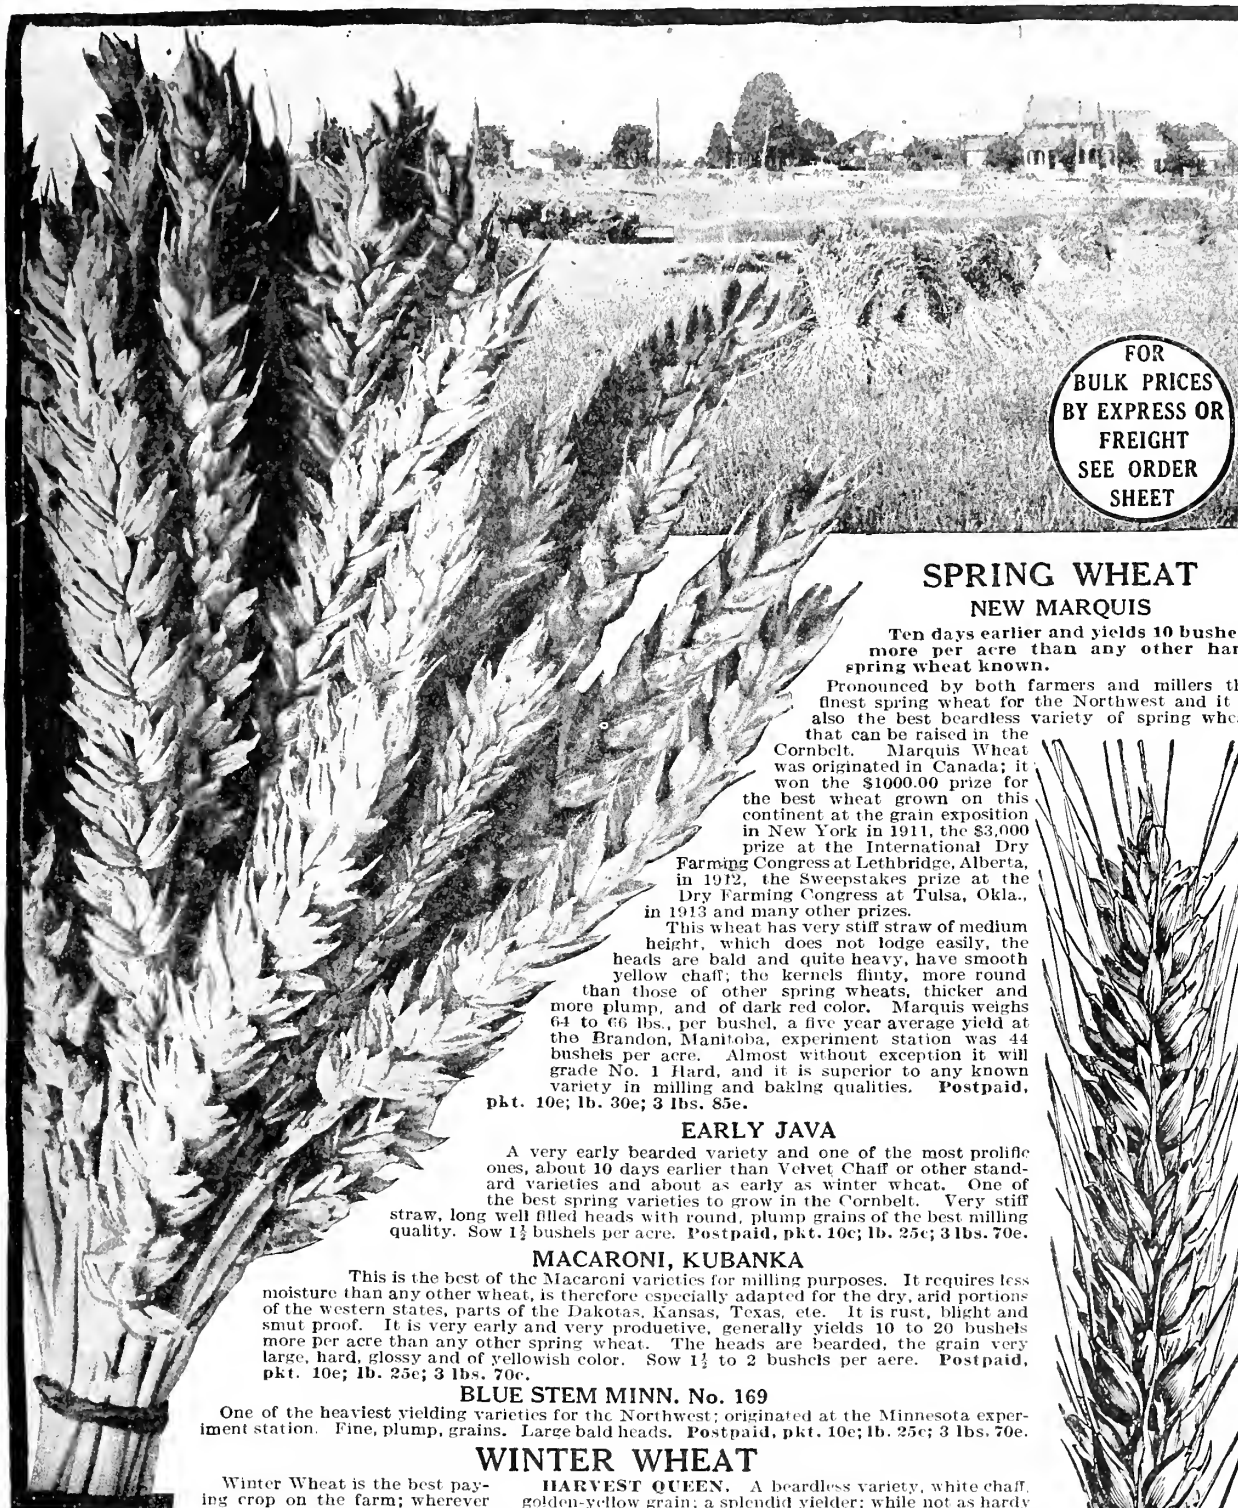 FOR
BULK PRICES
BY EXPRESS OR
FREIGHT
SEE ORDER
SHEET
SPRING WHEAT
NEW MARQUIS
Ten days earlier and yields 10 bushe
more per acre than any other har
spring wheat known.
Pronounced by both farmers and millers th
finest spring wheat for the Northwest and it
also the best beardless variety of spring whe
that can be raised in the
Cornbelt. Marquis Wheat
was originated in Canada; it
won the $1000.00 prize for
the best wheat grown on this
continent at the grain exposition
in New York in 1911, the $3,000
prize at the International Dry
Farming Congress at Lethbridge, Alberta,
in 1912, the Sweepstakes prize at the
Dry Farming Congress at Tulsa, Okla.,
in 1913 and many other prizes.
This wheat has very stiff straw of medium
height, which does not lodge easily, the
heads are bald and quite heavy, have smooth
yellow chaff; the kernels flinty, more round
than those of other spring wheats, thicker and
more plump, and of dark red color. Marquis weighs
64 to 66 lbs., per bushel, a five year average yield at
the Brandon, Manitoba, experiment station was 44
bushels per acre. Almost without exception it will
grade No. 1 Hard, and it is superior to any known
variety in milling and baking qualities. Postpaid,
pkt. 10c; lb. 30c; 3 lbs. 85c.
EARLY JAVA
A very early bearded variety and one of the most prolific
ones, about 10 days earlier than Velvet Chaff or other stand-
ard varieties and about as early as winter wheat. One of
the best spring varieties to grow in the Cornbelt. Very stiff
straw, long well filled heads with round, plump grains of the best milling
quality. Sow 1½ bushels per acre. Postpaid, pkt. 10c; lb. 25c; 3 lbs. 70c.
MACARONI, KUBANKA
This is the best of the Macaroni varieties for milling purposes. It requires less
moisture than any other wheat, is therefore especially adapted for the dry, arid portions
of the western states, parts of the Dakotas, Kansas, Texas, etc. It is rust, blight and
smut proof. It is very early and very productive, generally yields 10 to 20 bushels
more per acre than any other spring wheat. The heads are bearded, the grain very
large, hard, glossy and of yellowish color. Sow 1½ to 2 bushels per acre. Postpaid,
pkt. 10c; lb. 25c; 3 lbs. 70c.
BLUE STEM MINN. No. 169
One of the heaviest yielding varieties for the Northwest; originated at the Minnesota exper-
iment station. Fine, plump, grains. Large bald heads. Postpaid, pkt. 10c; lb. 25c; 3 lbs. 70c.
WINTER WHEAT
Winter Wheat is the best pay-
ing crop on the farm; wherever
HARVEST QUEEN. A beardless variety, white chaff,
golden-yellow grain; a splendid yielder; while not as hardy